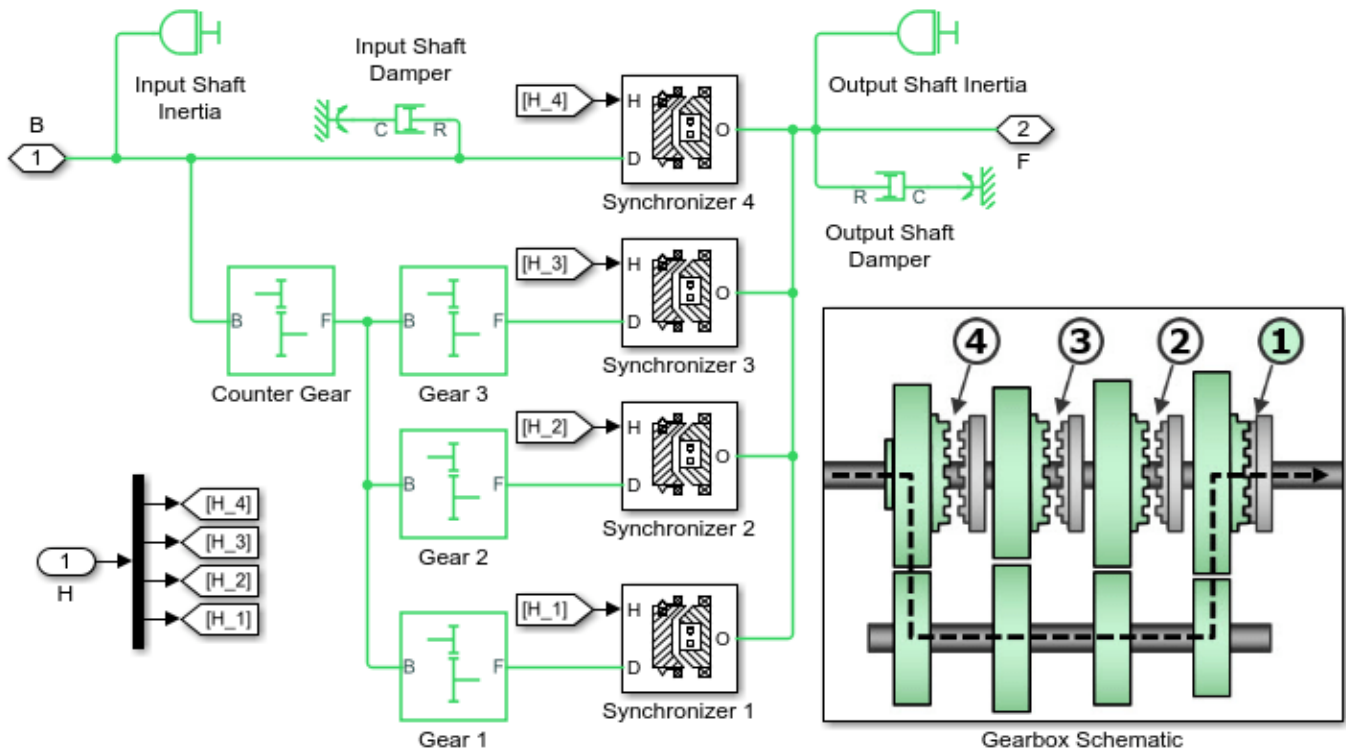 Input Shaft
Inertia
Input Shaft
Damper
Output Shaft Inertia
B
1
C R
[H_4]
H
D
O
Synchronizer 4
2
F
R C
Output Shaft
Damper
[H_3]
H
D
O
Synchronizer 3
B F
Counter Gear
B F
Gear 3
[H_2]
H
D
O
Synchronizer 2
B F
Gear 2
[H_1]
H
D
O
Synchronizer 1
B F
Gear 1
1
H
[H_4]
[H_3]
[H_2]
[H_1]
4 3 2 1
Gearbox Schematic